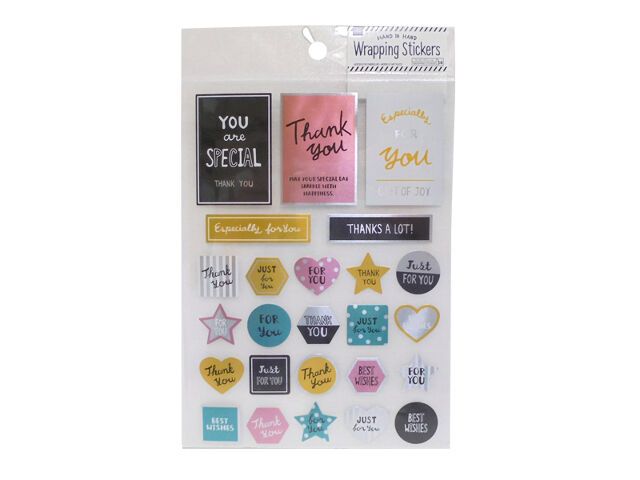 HAND IN HAND
Wrapping Stickers
YOU
are
SPECIAL
THANK YOU
Thank
you
MAY YOUR SPECIAL DAY
SPARKLE WITH
HAPPINESS.
Especially
FOR
you
OF JOY
Especially for You
THANKS A LOT!
Thank
You
JUST
for
You
FOR
YOU
THANK
YOU
Just
FOR YOU
FOR
YOU
FOR
You
THANK
YOU
JUST
for You
Thank
You
Just
FOR YOU
Thank
You
BEST
WISHES
FOR
YOU
BEST
WISHES
Thank
You
for
You
JUST
for You
BEST
WISHES